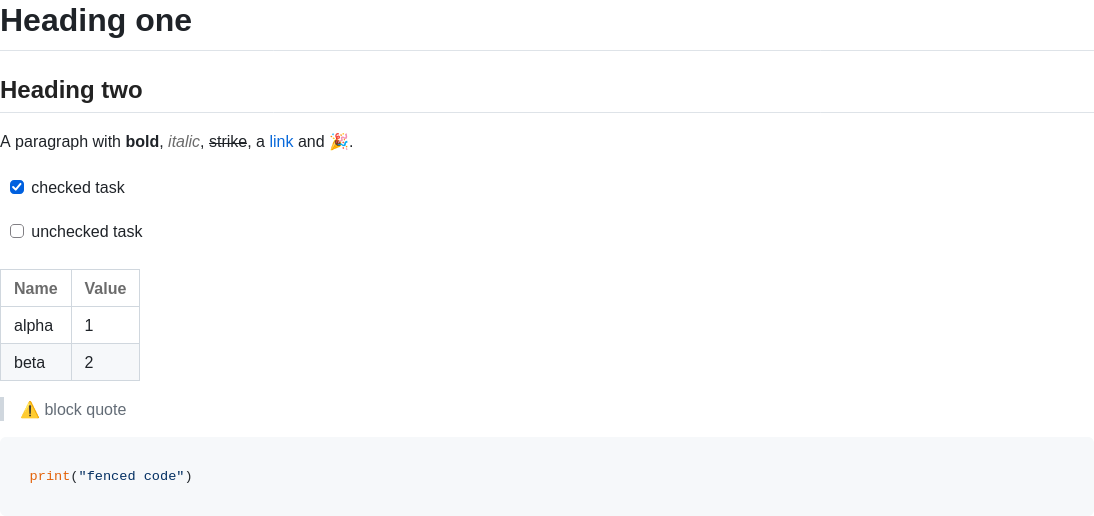 Heading one
Heading two
A paragraph with bold, italic, strike, a link and 🎉.
checked task
unchecked task
Name Value
alpha 1
beta 2
⚠️ block quote
print("fenced code")